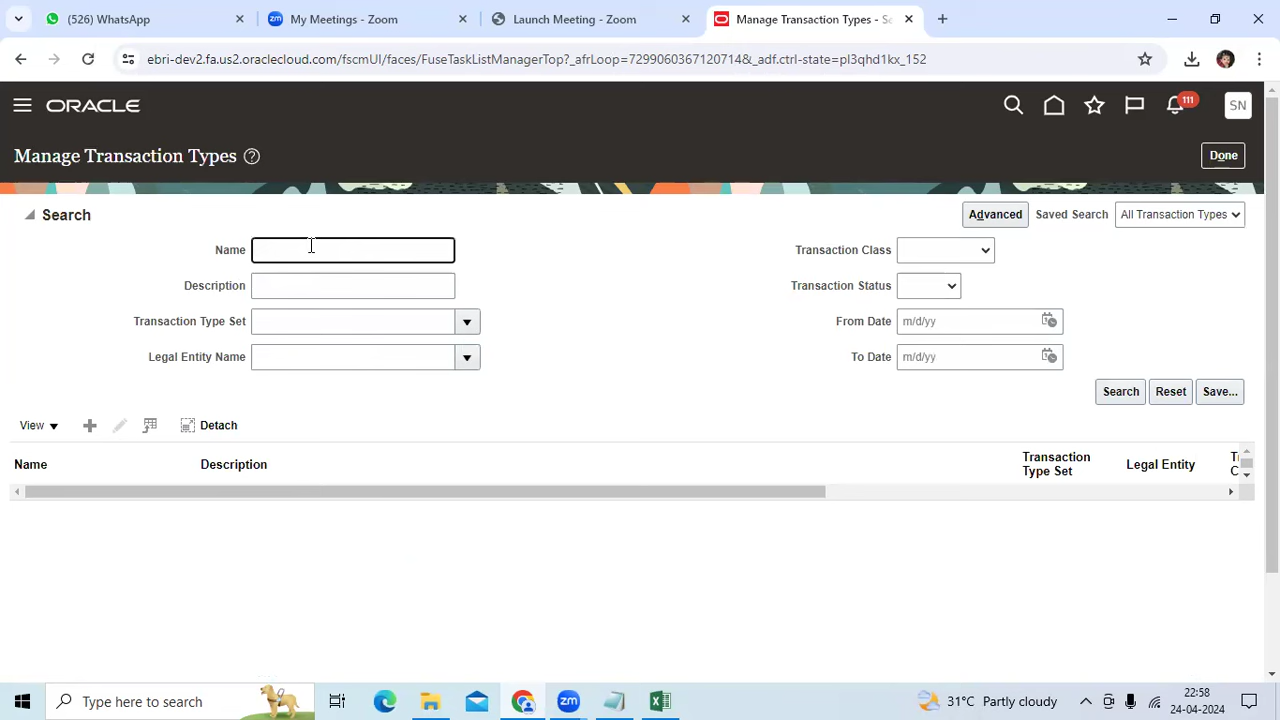 (526) WhatsApp
My Meetings - Zoom
Launch Meeting - Zoom
Manage Transaction Types - Se
ebri-dev2.fa.us2.oraclecloud.com/fscmUI/faces/FuseTaskListManagerTop?_afrLoop=72990603671207148&_adf.ctrl-state=pl3qhd1kx_152
ORACLE
111
SN
Manage Transaction Types
Done
Search
Advanced
Saved Search
All Transaction Types
Name
Transaction Class
Description
Transaction Status
Transaction Type Set
From Date
m/d/yy
Legal Entity Name
To Date
m/d/yy
Search
Reset
Save...
View
Detach
Name
Description
Transaction Type Set
Legal Entity
Type here to search
31°C Partly cloudy
22:58
24-04-2024